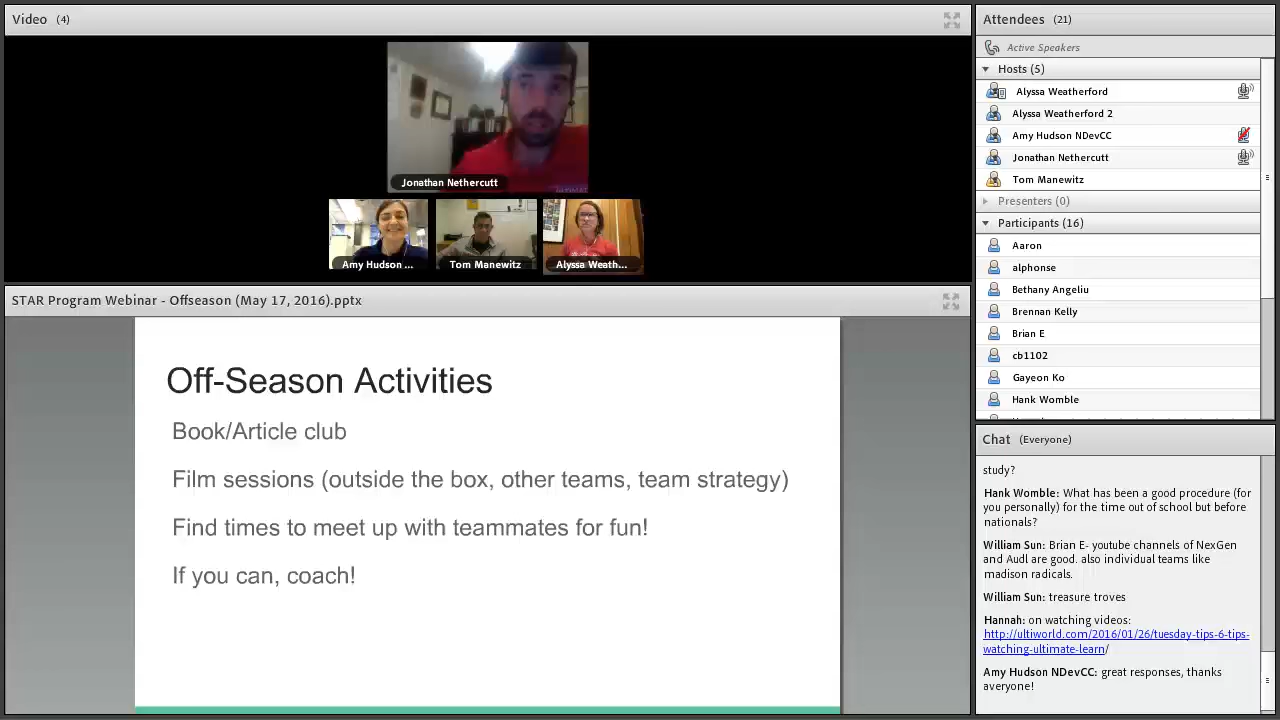 Video (4)
Jonathan Nethercutt
Amy Hudson ...
Tom Manewitz
Alyssa Weath...
STAR Program Webinar - Offseason (May 17, 2016).pptx
Off-Season Activities
Book/Article club
Film sessions (outside the box, other teams, team strategy)
Find times to meet up with teammates for fun!
If you can, coach!
Attendees (21)
Active Speakers
Hosts (5)
Alyssa Weatherford
Alyssa Weatherford 2
Amy Hudson NDevCC
Jonathan Nethercutt
Tom Manewitz
Presenters (0)
Participants (16)
Aaron
alphonse
Bethany Angeliu
Brennan Kelly
Brian E
cb1102
Gayeon Ko
Hank Womble
Chat (Everyone)
study?
Hank Womble: What has been a good procedure (for
you personally) for the time out of school but before
nationals?
William Sun: Brian E- youtube channels of NexGen
and Audl are good. also individual teams like
madison radicals.
William Sun: treasure troves
Hannah: on watching videos:
http://ultiworld.com/2016/01/26/tuesday-tips-6-tips-
watching-ultimate-learn/
Amy Hudson NDevCC: great responses, thanks
averyone!